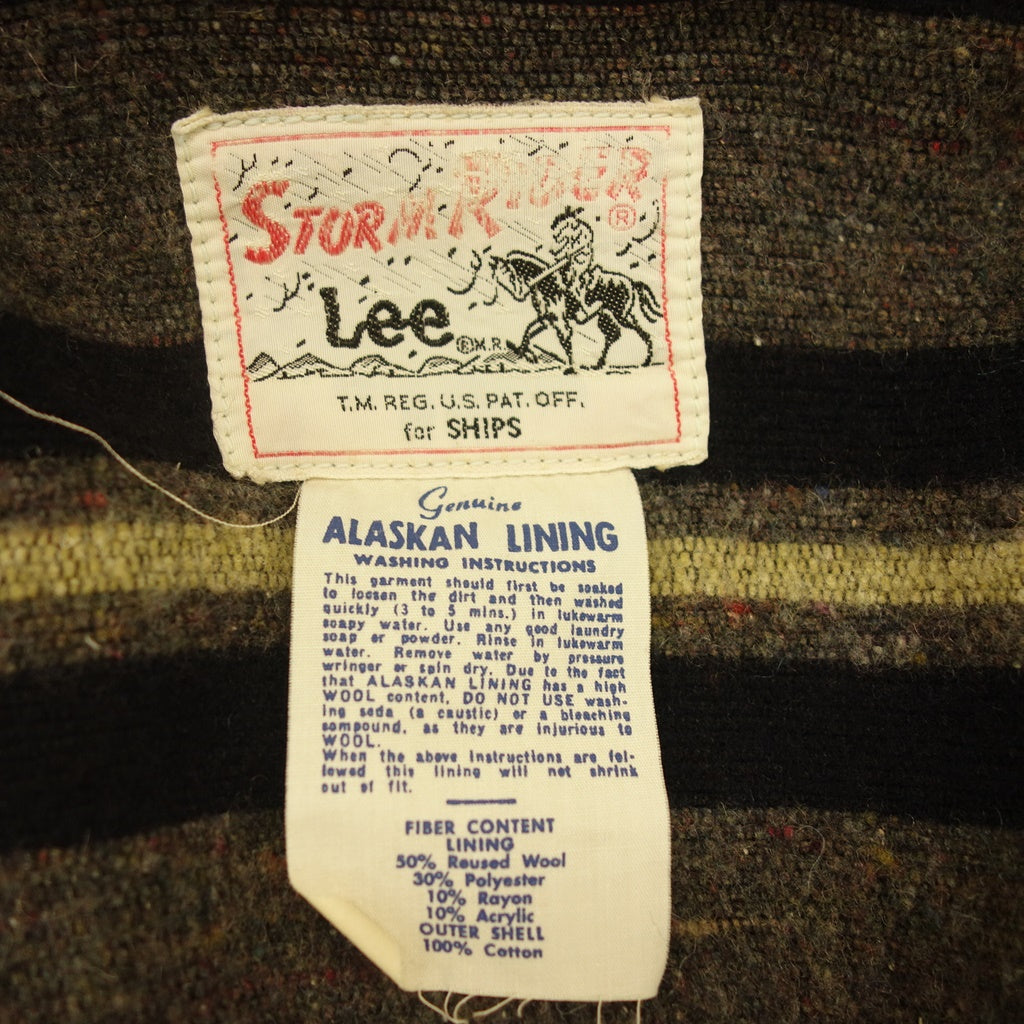 STORM RIDER ®
Lee ® M.R.
T.M. REG. U.S. PAT. OFF.
for SHIPS
Genuine
ALASKAN LINING
WASHING INSTRUCTIONS
This garment should first be soaked
to loosen the dirt and then washed
quickly (3 to 5 mins.) in lukewarm
soapy water. Use any good laundry
soap or powder. Rinse in lukewarm
water. Remove water by pressure
wringer or spin dry. Due to the fact
that ALASKAN LINING has a high
WOOL content, DO NOT USE wash-
ing soda (a caustic) or a bleaching
compound, as they are injurious to
WOOL.
When the above instructions are fol-
lowed this lining will not shrink
out of fit.
FIBER CONTENT
LINING
50% Reused Wool
30% Polyester
10% Rayon
10% Acrylic
OUTER SHELL
100% Cotton